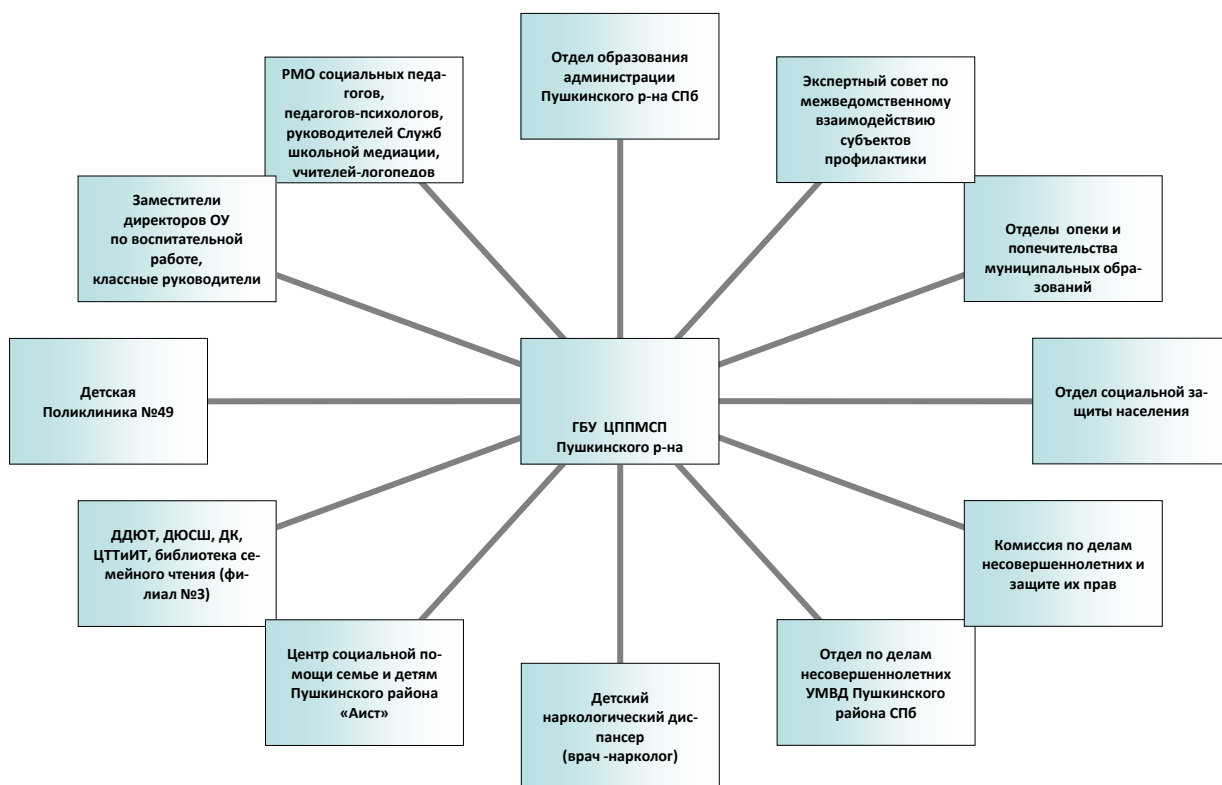 Отдел образования
администрации
Пушкинского р-на СПб
Экспертный совет по
межведомственному
взаимодействию
субъектов
профилактики
Отделы опеки и
попечительства
муниципальных обра-
зований
Отдел социальной за-
щиты населения
Комиссия по делам
несовершеннолетних и
защите их прав
Отдел по делам
несовершеннолетних
УМВД Пушкинского
района СПб
Детский
наркологический дис-
пансер
(врач -нарколог)
Центр социальной по-
мощи семье и детям
Пушкинского района
«Аист»
ДДЮТ, ДЮСШ, ДК,
ЦТТиИТ, библиотека се-
мейного чтения (фи-
лиал №3)
Детская
Поликлиника №49
Заместители
директоров ОУ
по воспитательной
работе,
классные руководители
РМО социальных педа-
гогов,
педагогов-психологов,
руководителей Служб
школьной медиации,
учителей-логопедов
ГБУ ЦППМСП
Пушкинского р-на